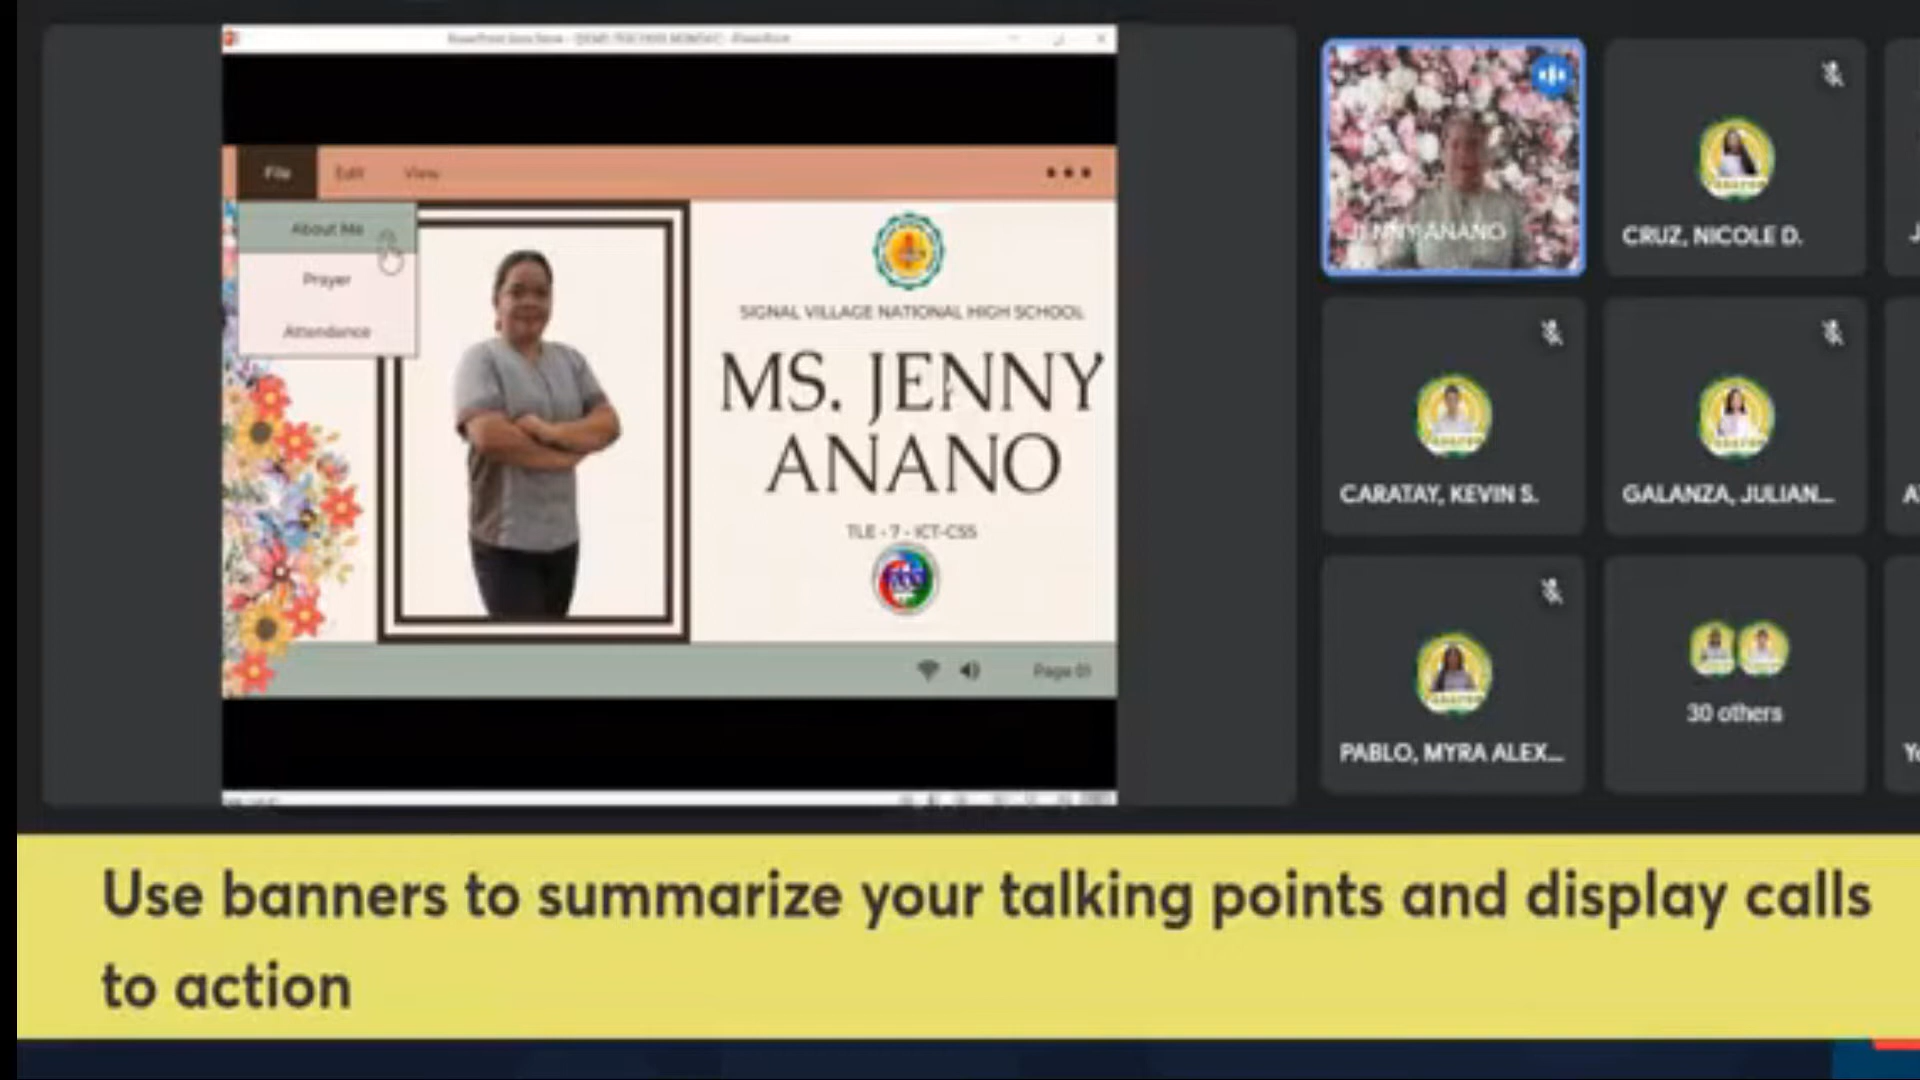 File Edit View
About Me
Prayer
Attendance
SIGNAL VILLAGE NATIONAL HIGH SCHOOL
MS. JENNY
ANANO
TLE - 7 - ICT-CSS
Page 01
JENNY ANANO
CRUZ, NICOLE D.
CARATAY, KEVIN S.
GALANZA, JULIAN...
PABLO, MYRA ALEX...
30 others
Use banners to summarize your talking points and display calls
to action